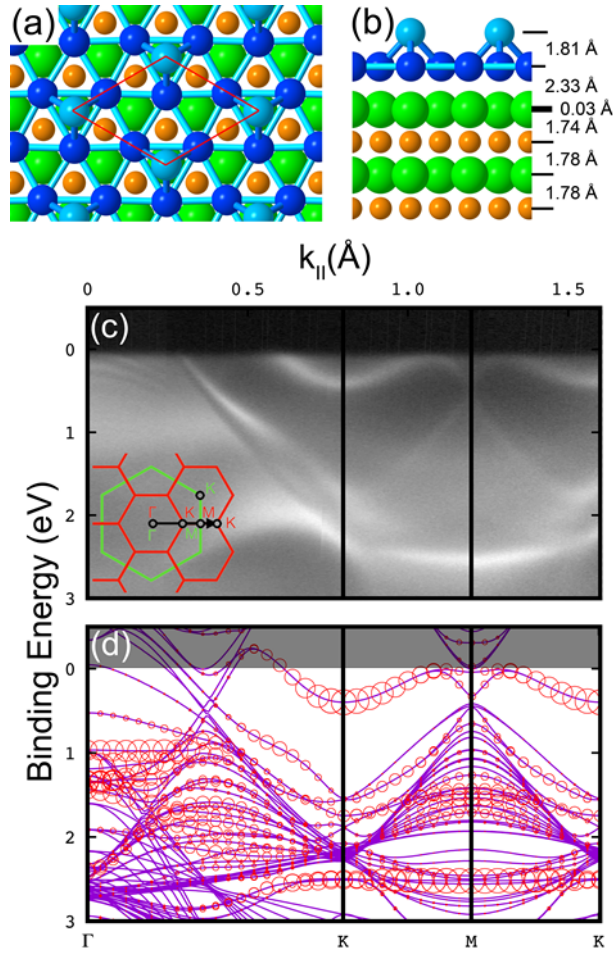 (a)
(b)
1.81 Å
2.33 Å
0.03 Å
1.74 Å
1.78 Å
1.78 Å
k||(Å)
0 0.5 1.0 1.5
(c)
0
1
2
3
Γ K M K
Γ M K
Binding Energy (eV)
(d)
0
1
2
3
Γ K M K